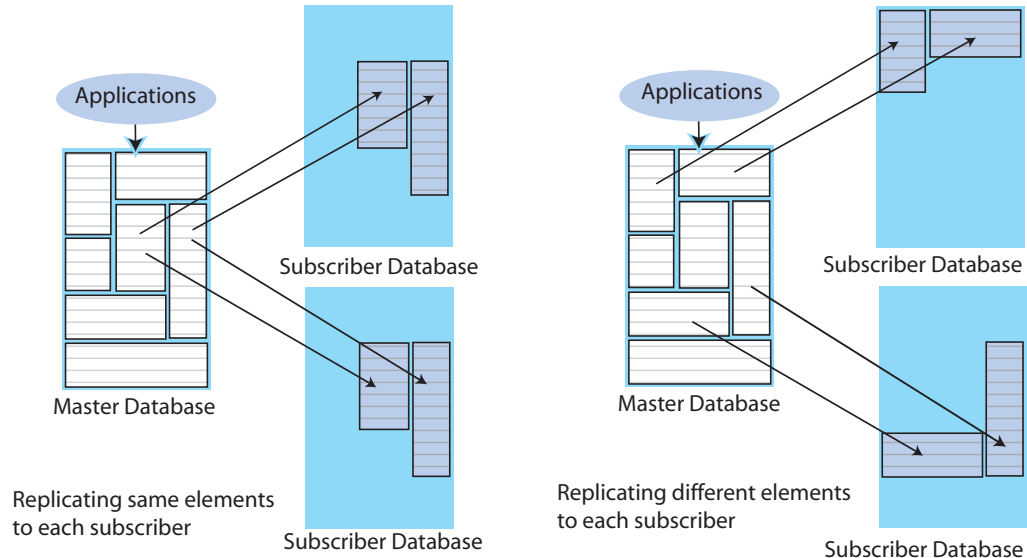 Applications
Subscriber Database
Master Database
Replicating same elements
to each subscriber
Subscriber Database
Applications
Subscriber Database
Master Database
Replicating different elements
to each subscriber
Subscriber Database